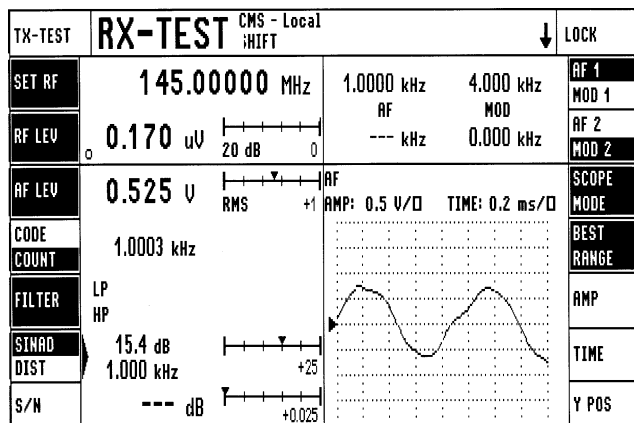 TX-TEST RX-TEST CMS - Local LOCK
SHIFT
SET RF 145.00000 MHz 1.0000 kHz 4.000 kHz AF 1
AF MOD MOD 1
RF LEV 0.170 uV --- kHz 0.000 kHz AF 2
20 dB 0 MOD 2
AF LEV 0.525 V AF SCOPE
RMS +1 AMP: 0.5 V/ TIME: 0.2 ms/ MODE
CODE BEST
COUNT 1.0003 kHz RANGE
FILTER LP AMP
HP
SINAD 15.4 dB
DIST 1.000 kHz +25 TIME
S/N --- dB +0.025 Y POS